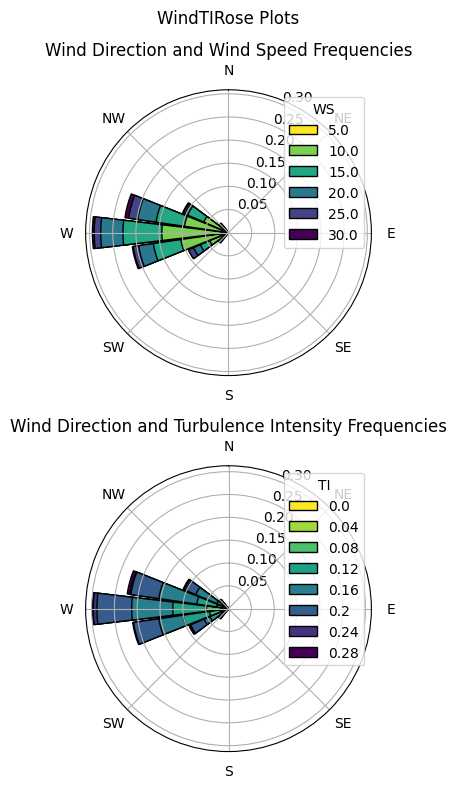 WindTIRose Plots
Wind Direction and Wind Speed Frequencies
N
NW
NE
W
E
SW
SE
S
0.05
0.10
0.15
0.20
0.25
0.30
WS
5.0
10.0
15.0
20.0
25.0
30.0
Wind Direction and Turbulence Intensity Frequencies
N
NW
NE
W
E
SW
SE
S
0.05
0.10
0.15
0.20
0.25
0.30
TI
0.0
0.04
0.08
0.12
0.16
0.2
0.24
0.28